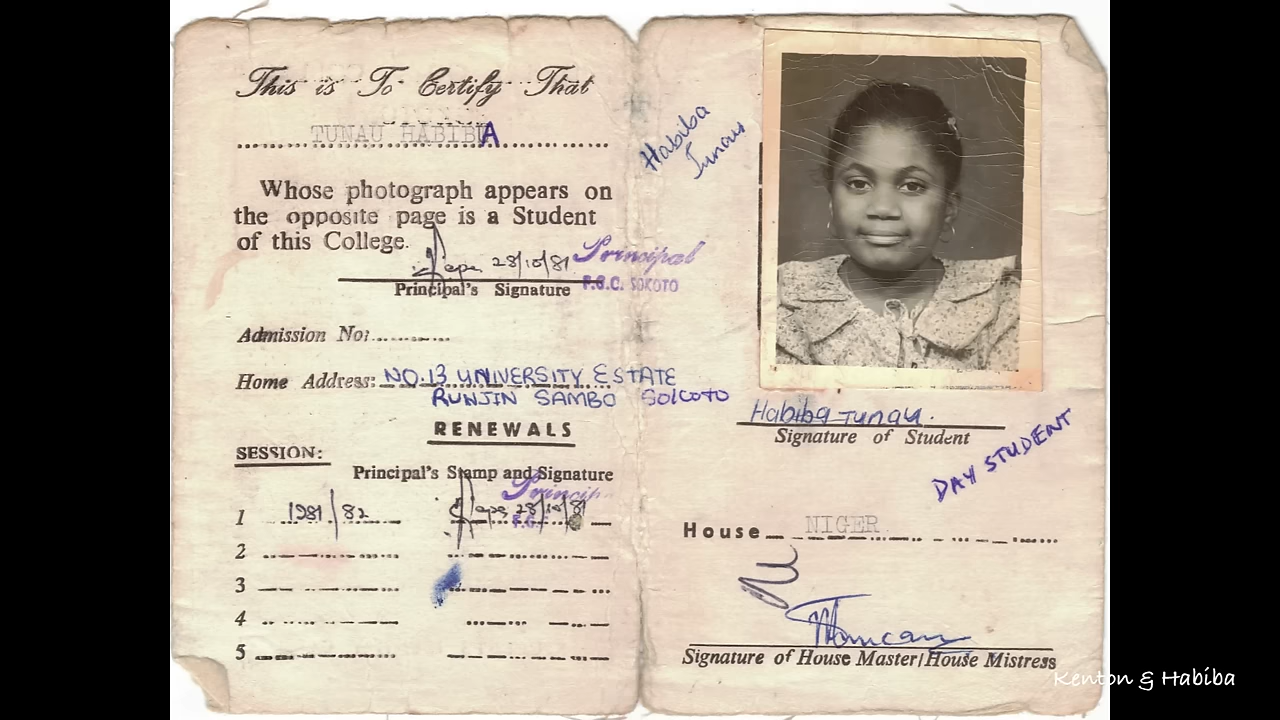 This is To Certify That
TUNAU HABIBA
Whose photograph appears on
the opposite page is a Student
of this College.
28/10/81
Principal
F.G.C. SOKOTO
Principal's Signature
Admission No:
Home Address: NO.13 UNIVERSITY ESTATE
RUNJIN SAMBO SOKOTO
RENEWALS
SESSION:
Principal's Stamp and Signature
Principal
1 1981/82 28/10/81
2
3
4
5
Habiba
Tunau
Habiba Tunau.
Signature of Student
DAY STUDENT
House NIGER
Signature of House Master/House Mistress
Kenton & Habiba